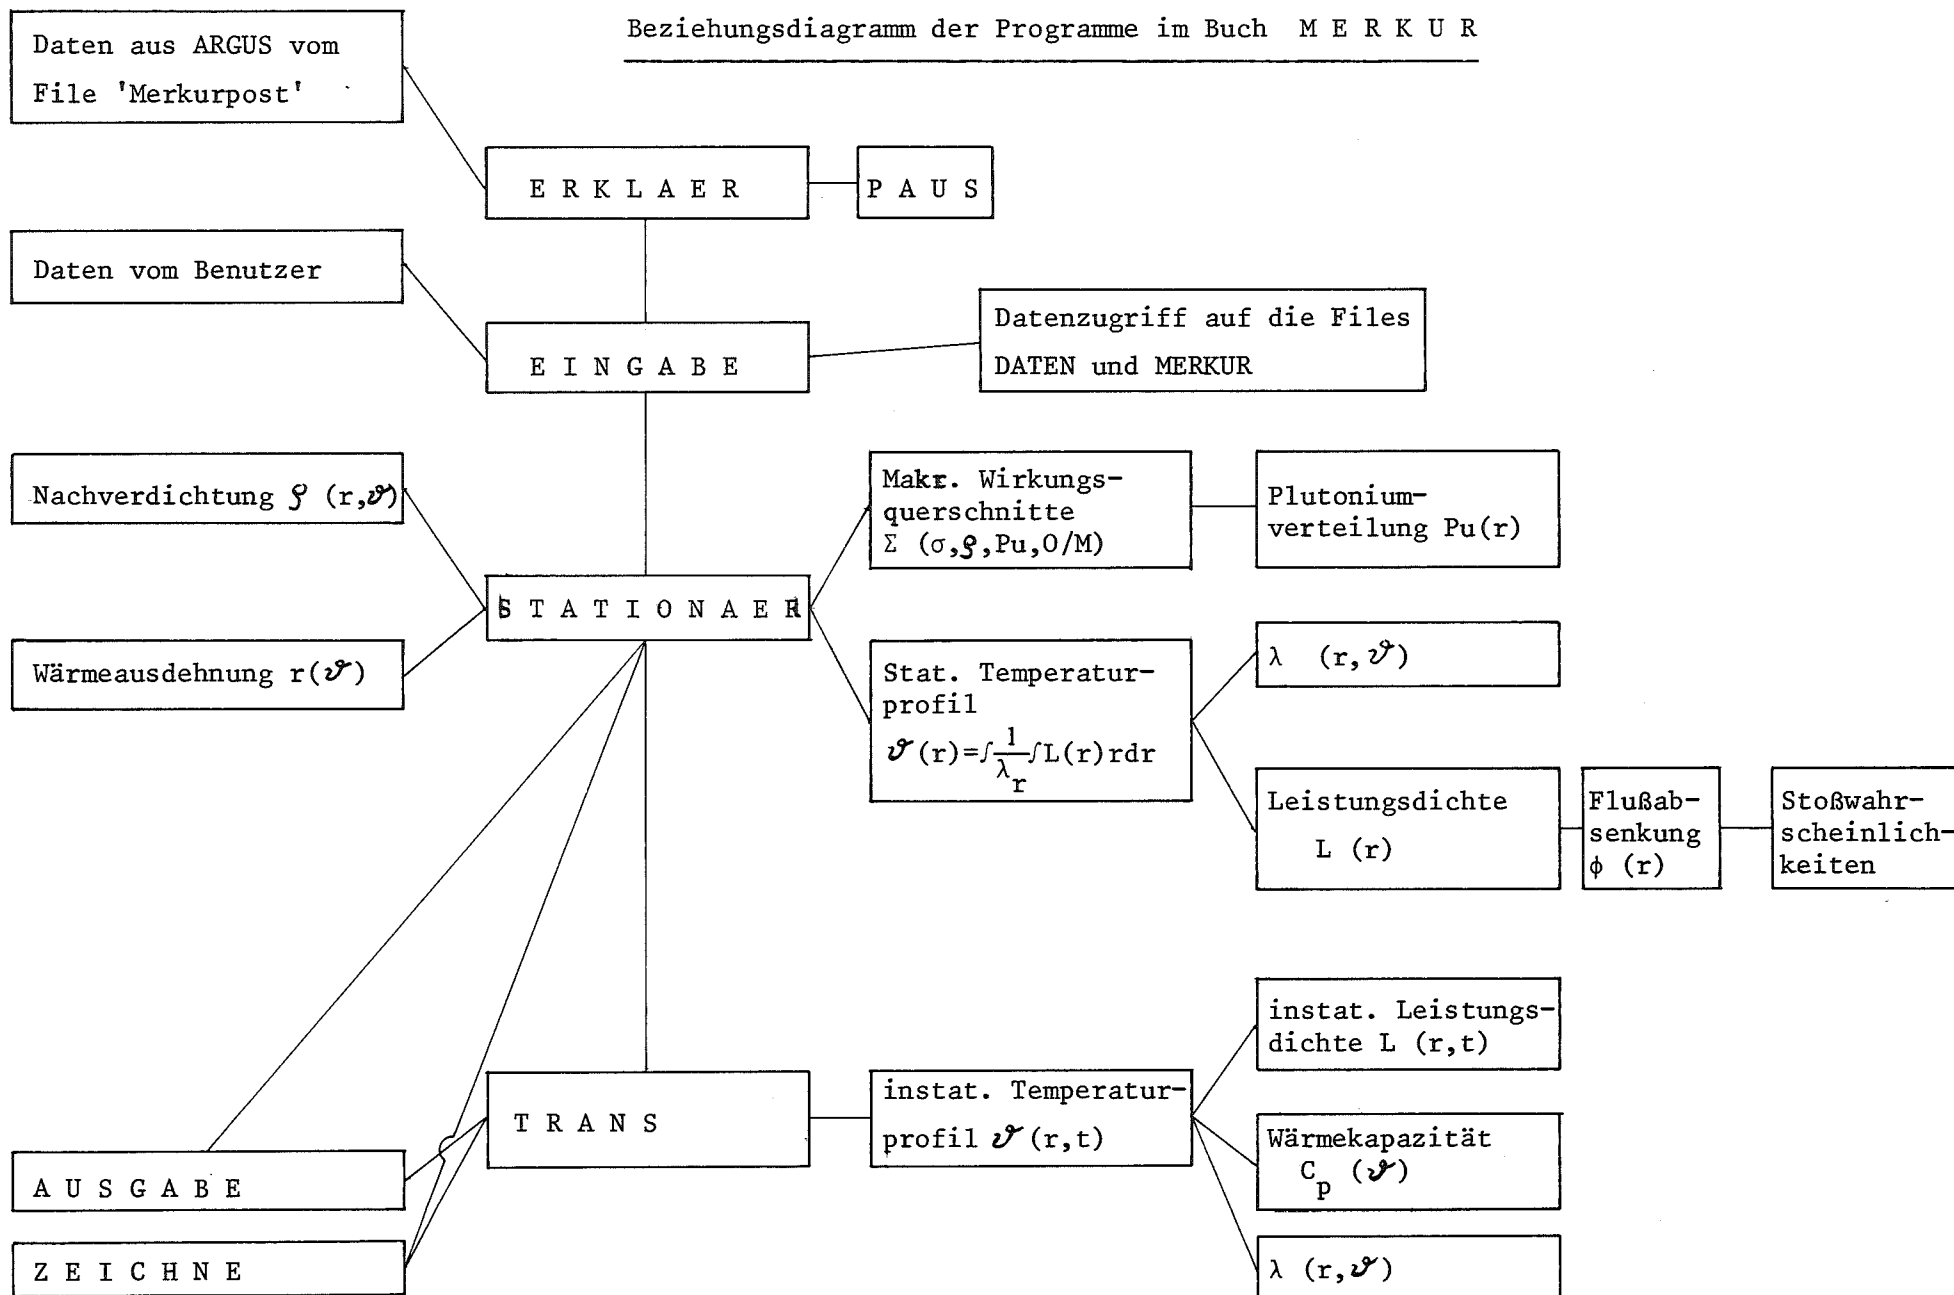 Beziehungsdiagramm der Programme im Buch M E R K U R
Daten aus ARGUS vom
File 'Merkurpost'
E R K L A E R
P A U S
Daten vom Benutzer
E I N G A B E
Datenzugriff auf die Files
DATEN und MERKUR
Nachverdichtung ϱ (r,ϑ)
Wärmeausdehnung r(ϑ)
S T A T I O N A E R
Makr. Wirkungs-
querschnitte
Σ (σ,ϱ,Pu,O/M)
Plutonium-
verteilung Pu(r)
Stat. Temperatur-
profil
ϑ(r)=∫1/λr∫L(r)rdr
λ (r,ϑ)
Leistungsdichte
L (r)
Flußab-
senkung
ϕ (r)
Stoßwahr-
scheinlich-
keiten
T R A N S
instat. Temperatur-
profil ϑ(r,t)
instat. Leistungs-
dichte L (r,t)
Wärmekapazität
Cp (ϑ)
λ (r,ϑ)
A U S G A B E
Z E I C H N E